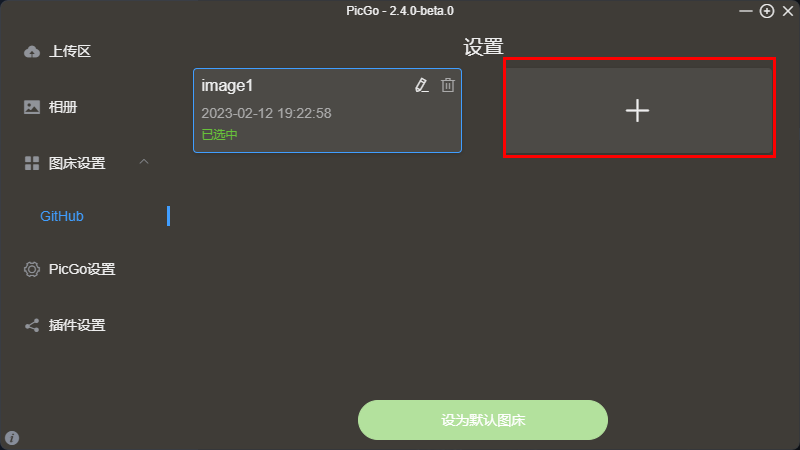 PicGo - 2.4.0-beta.0
上传区
相册
图床设置
GitHub
PicGo设置
插件设置
设置
image1
2023-02-12 19:22:58
已选中
设为默认图床